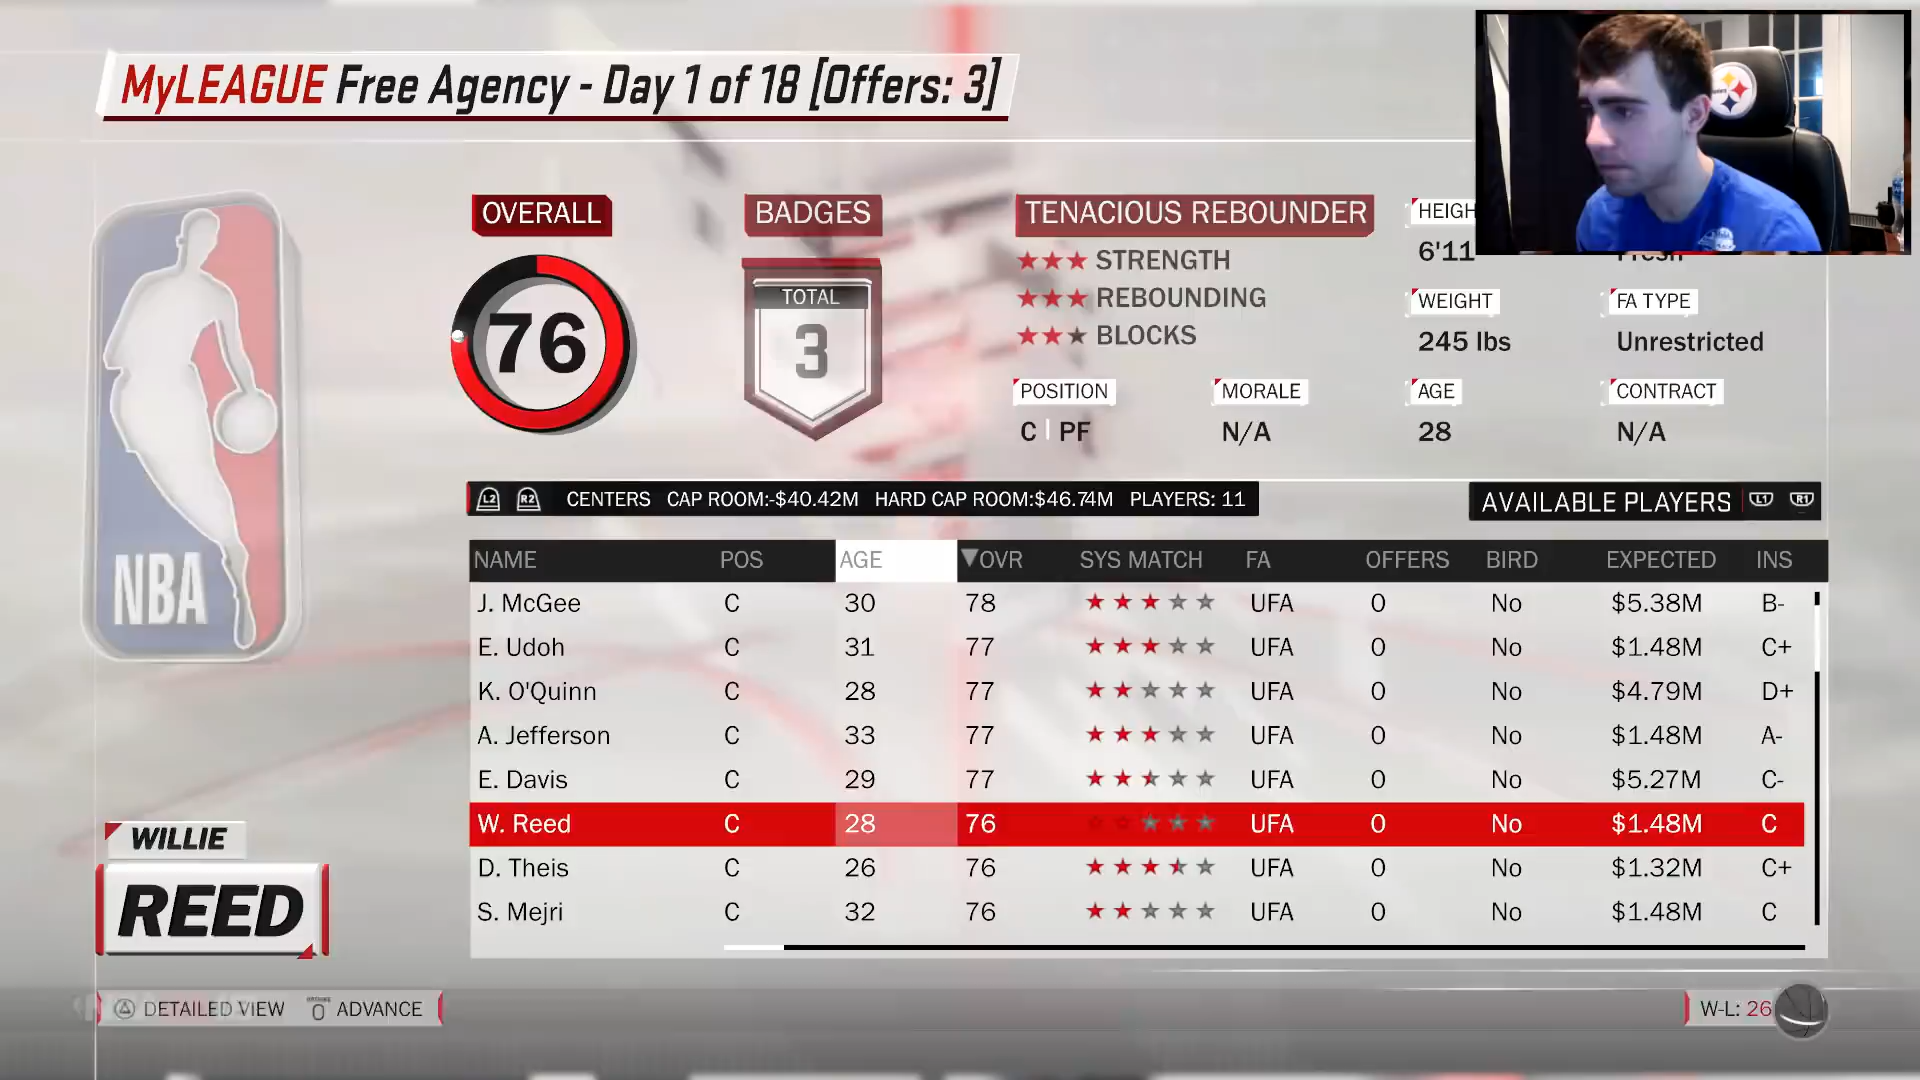 MyLEAGUE Free Agency - Day 1 of 18 [Offers: 3]
OVERALL
76
BADGES
TOTAL
3
TENACIOUS REBOUNDER
★★★ STRENGTH
★★★ REBOUNDING
★★★ BLOCKS
POSITION
C | PF
MORALE
N/A
HEIGH
6'11
WEIGHT
245 lbs
AGE
28
Fresh
FA TYPE
Unrestricted
CONTRACT
N/A
NBA
WILLIE
REED
L2 R2 CENTERS CAP ROOM:-$40.42M HARD CAP ROOM:$46.74M PLAYERS: 11
AVAILABLE PLAYERS L1 R1
NAME POS AGE ▼OVR SYS MATCH FA OFFERS BIRD EXPECTED INS
J. McGee C 30 78 ★★★★★ UFA 0 No $5.38M B-
E. Udoh C 31 77 ★★★★★ UFA 0 No $1.48M C+
K. O'Quinn C 28 77 ★★★★★ UFA 0 No $4.79M D+
A. Jefferson C 33 77 ★★★★★ UFA 0 No $1.48M A-
E. Davis C 29 77 ★★★★★ UFA 0 No $5.27M C-
W. Reed C 28 76 ★★★★★ UFA 0 No $1.48M C
D. Theis C 26 76 ★★★★★ UFA 0 No $1.32M C+
S. Mejri C 32 76 ★★★★★ UFA 0 No $1.48M C
DETAILED VIEW OPTIONS ADVANCE
W-L: 26